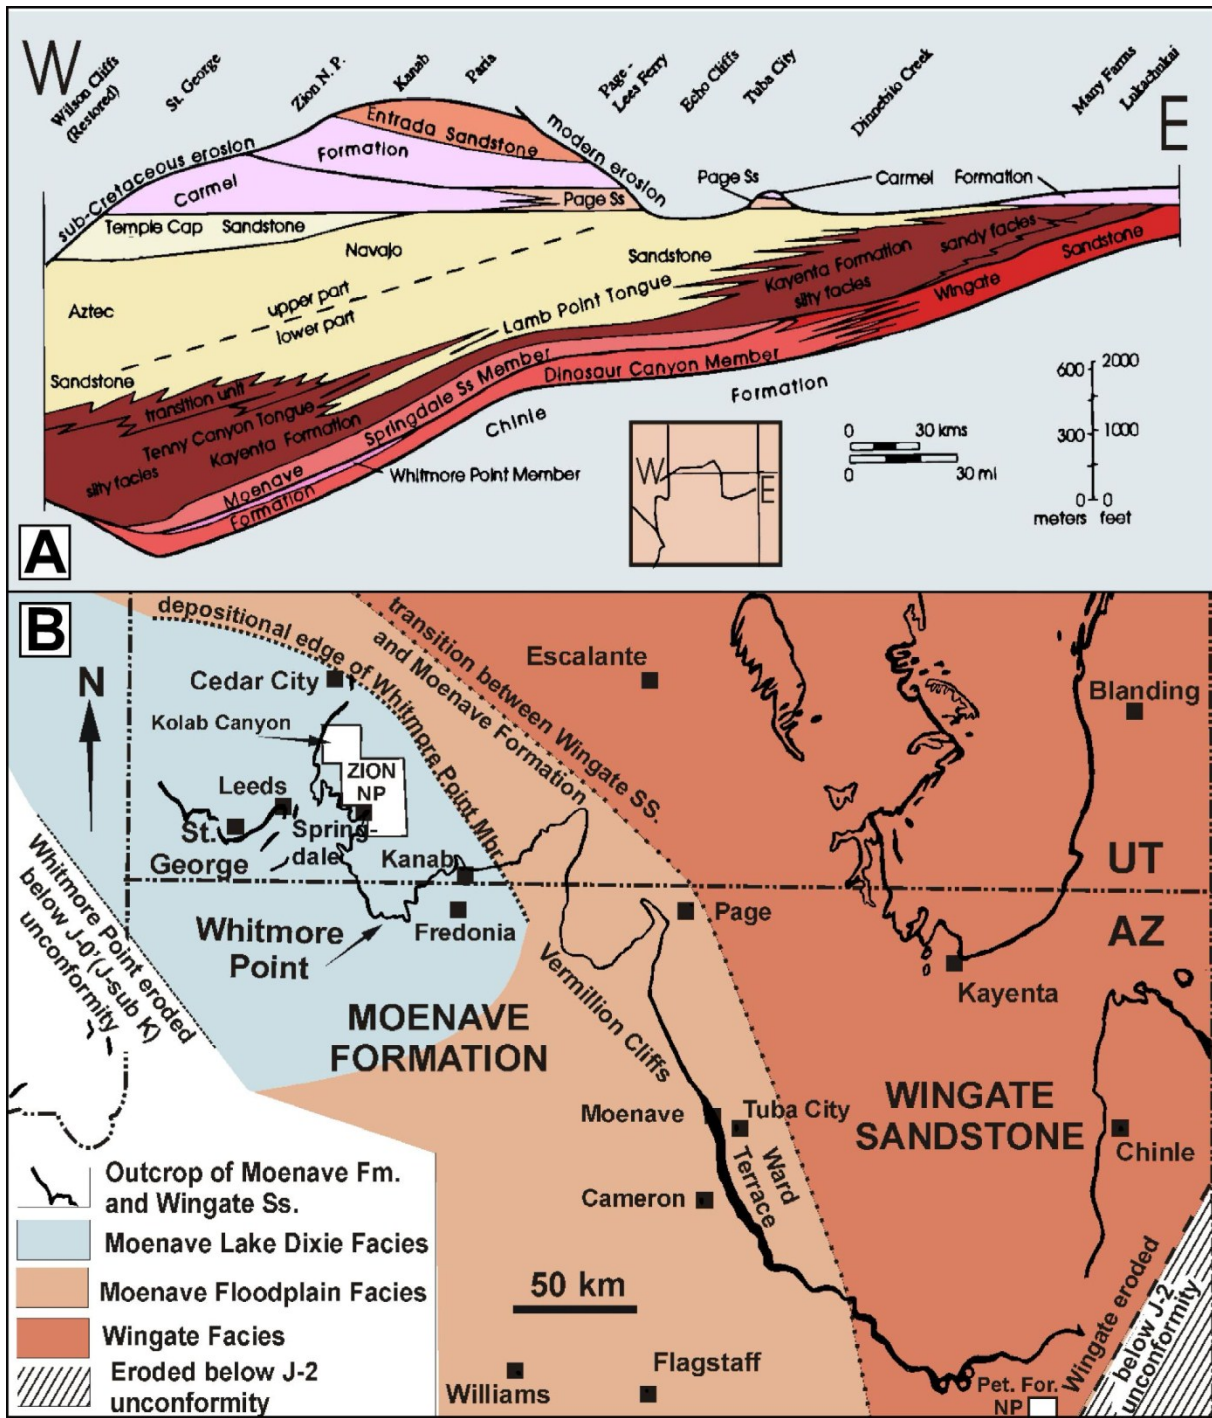 W
E
Wilson Cliffs
(Restored)
St. George
Zion N. P.
Kanab
Paria
Page -
Lees Ferry
Echo Cliffs
Tuba City
Dinnebito Creek
Many Farms
Lukachukai
sub-Cretaceous erosion
Entrada Sandstone
modern erosion
Formation
Carmel
Page Ss
Page Ss
Carmel Formation
Temple Cap Sandstone
Navajo
Sandstone
Kayenta Formation
sandy facies
silty facies
Sandstone
Wingate
Aztec
upper part
lower part
Lamb Point Tongue
Sandstone
transition unit
Tenny Canyon Tongue
Kayenta Formation
silty facies
Springdale Ss Member
Dinosaur Canyon Member
Moenave
Formation
Whitmore Point Member
Chinle Formation
W
E
0 30 kms
0 30 mi
600 2000
300 1000
0 0
meters feet
A
B
N
depositional edge of Whitmore Point Mbr.
transition between Wingate SS.
and Moenave Formation
Cedar City
Escalante
Blanding
Kolab Canyon
ZION
NP
Leeds
St.
George
Spring-
dale
Kanab
UT
AZ
Whitmore
Point
Fredonia
Page
Kayenta
Whitmore Point eroded
below J-0' (J-sub K)
unconformity
Vermillion Cliffs
MOENAVE
FORMATION
WINGATE
SANDSTONE
Moenave
Tuba City
Ward
Terrace
Chinle
Cameron
50 km
Williams
Flagstaff
Pet. For.
NP
Wingate eroded
below J-2
unconformity
Outcrop of Moenave Fm.
and Wingate Ss.
Moenave Lake Dixie Facies
Moenave Floodplain Facies
Wingate Facies
Eroded below J-2
unconformity